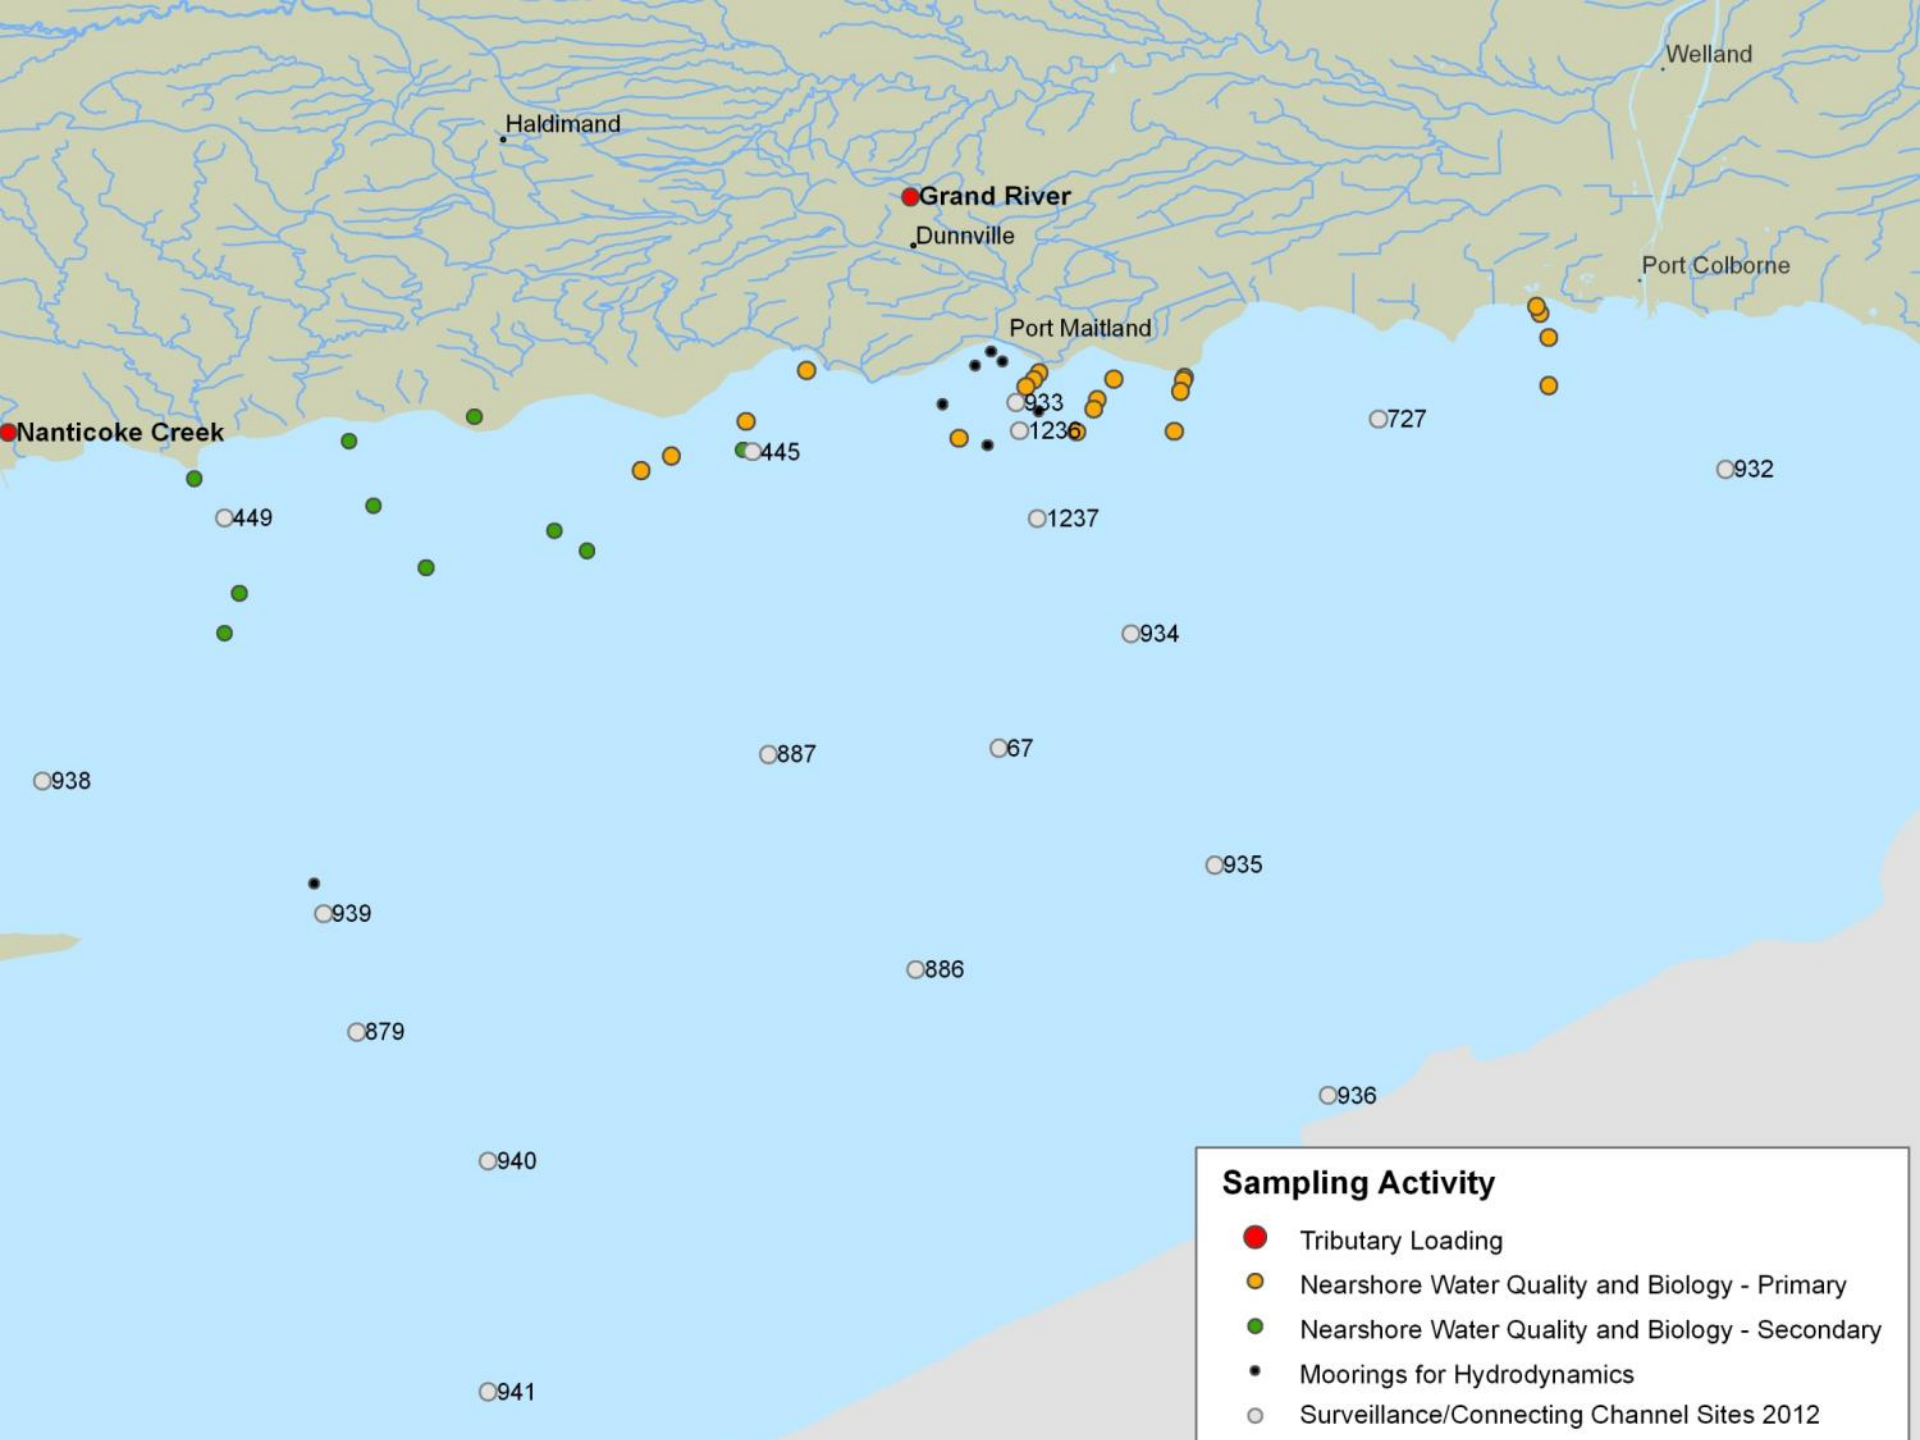 Welland
Haldimand
Grand River
Dunnville
Port Colborne
Port Maitland
933
727
Nanticoke Creek
1236
445
932
449
1237
934
67
887
938
935
939
886
879
936
940
Sampling Activity
Tributary Loading
Nearshore Water Quality and Biology - Primary
Nearshore Water Quality and Biology - Secondary
Moorings for Hydrodynamics
941
Surveillance/Connecting Channel Sites 2012